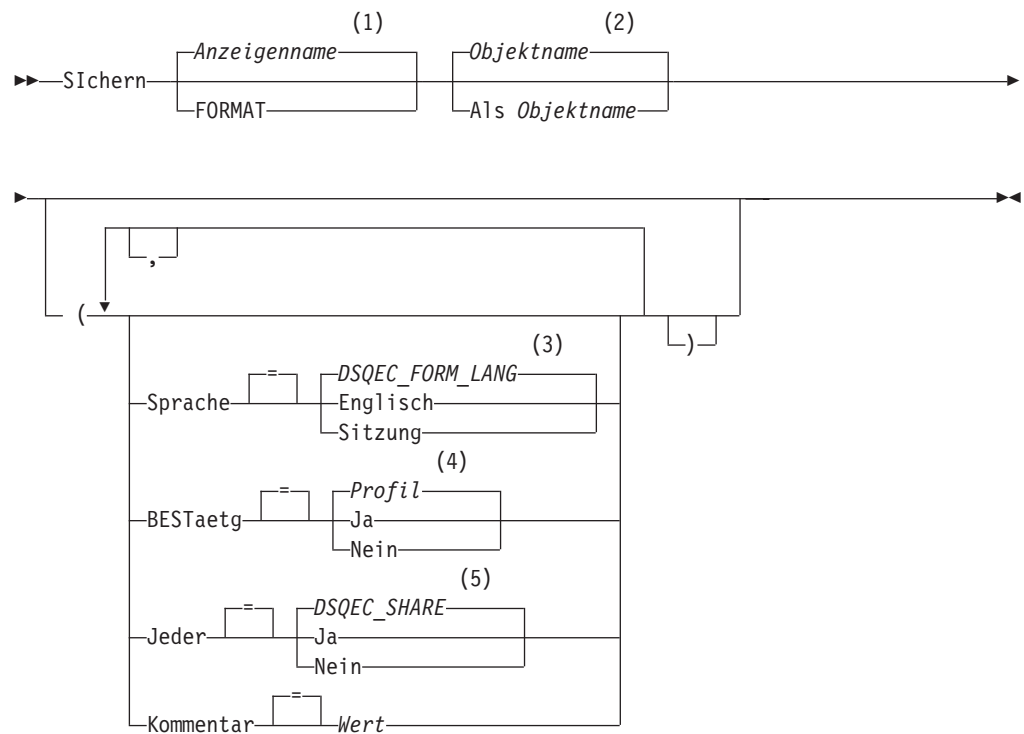 (1) (2)
Anzeigenname Objektname
SIchern
FORMAT Als Objektname
,
(
)
(3)
= DSQEC_FORM_LANG
Sprache Englisch
Sitzung
(4)
= Profil
BESTaetg Ja
Nein
(5)
= DSQEC_SHARE
Jeder Ja
Nein
=
Kommentar Wert